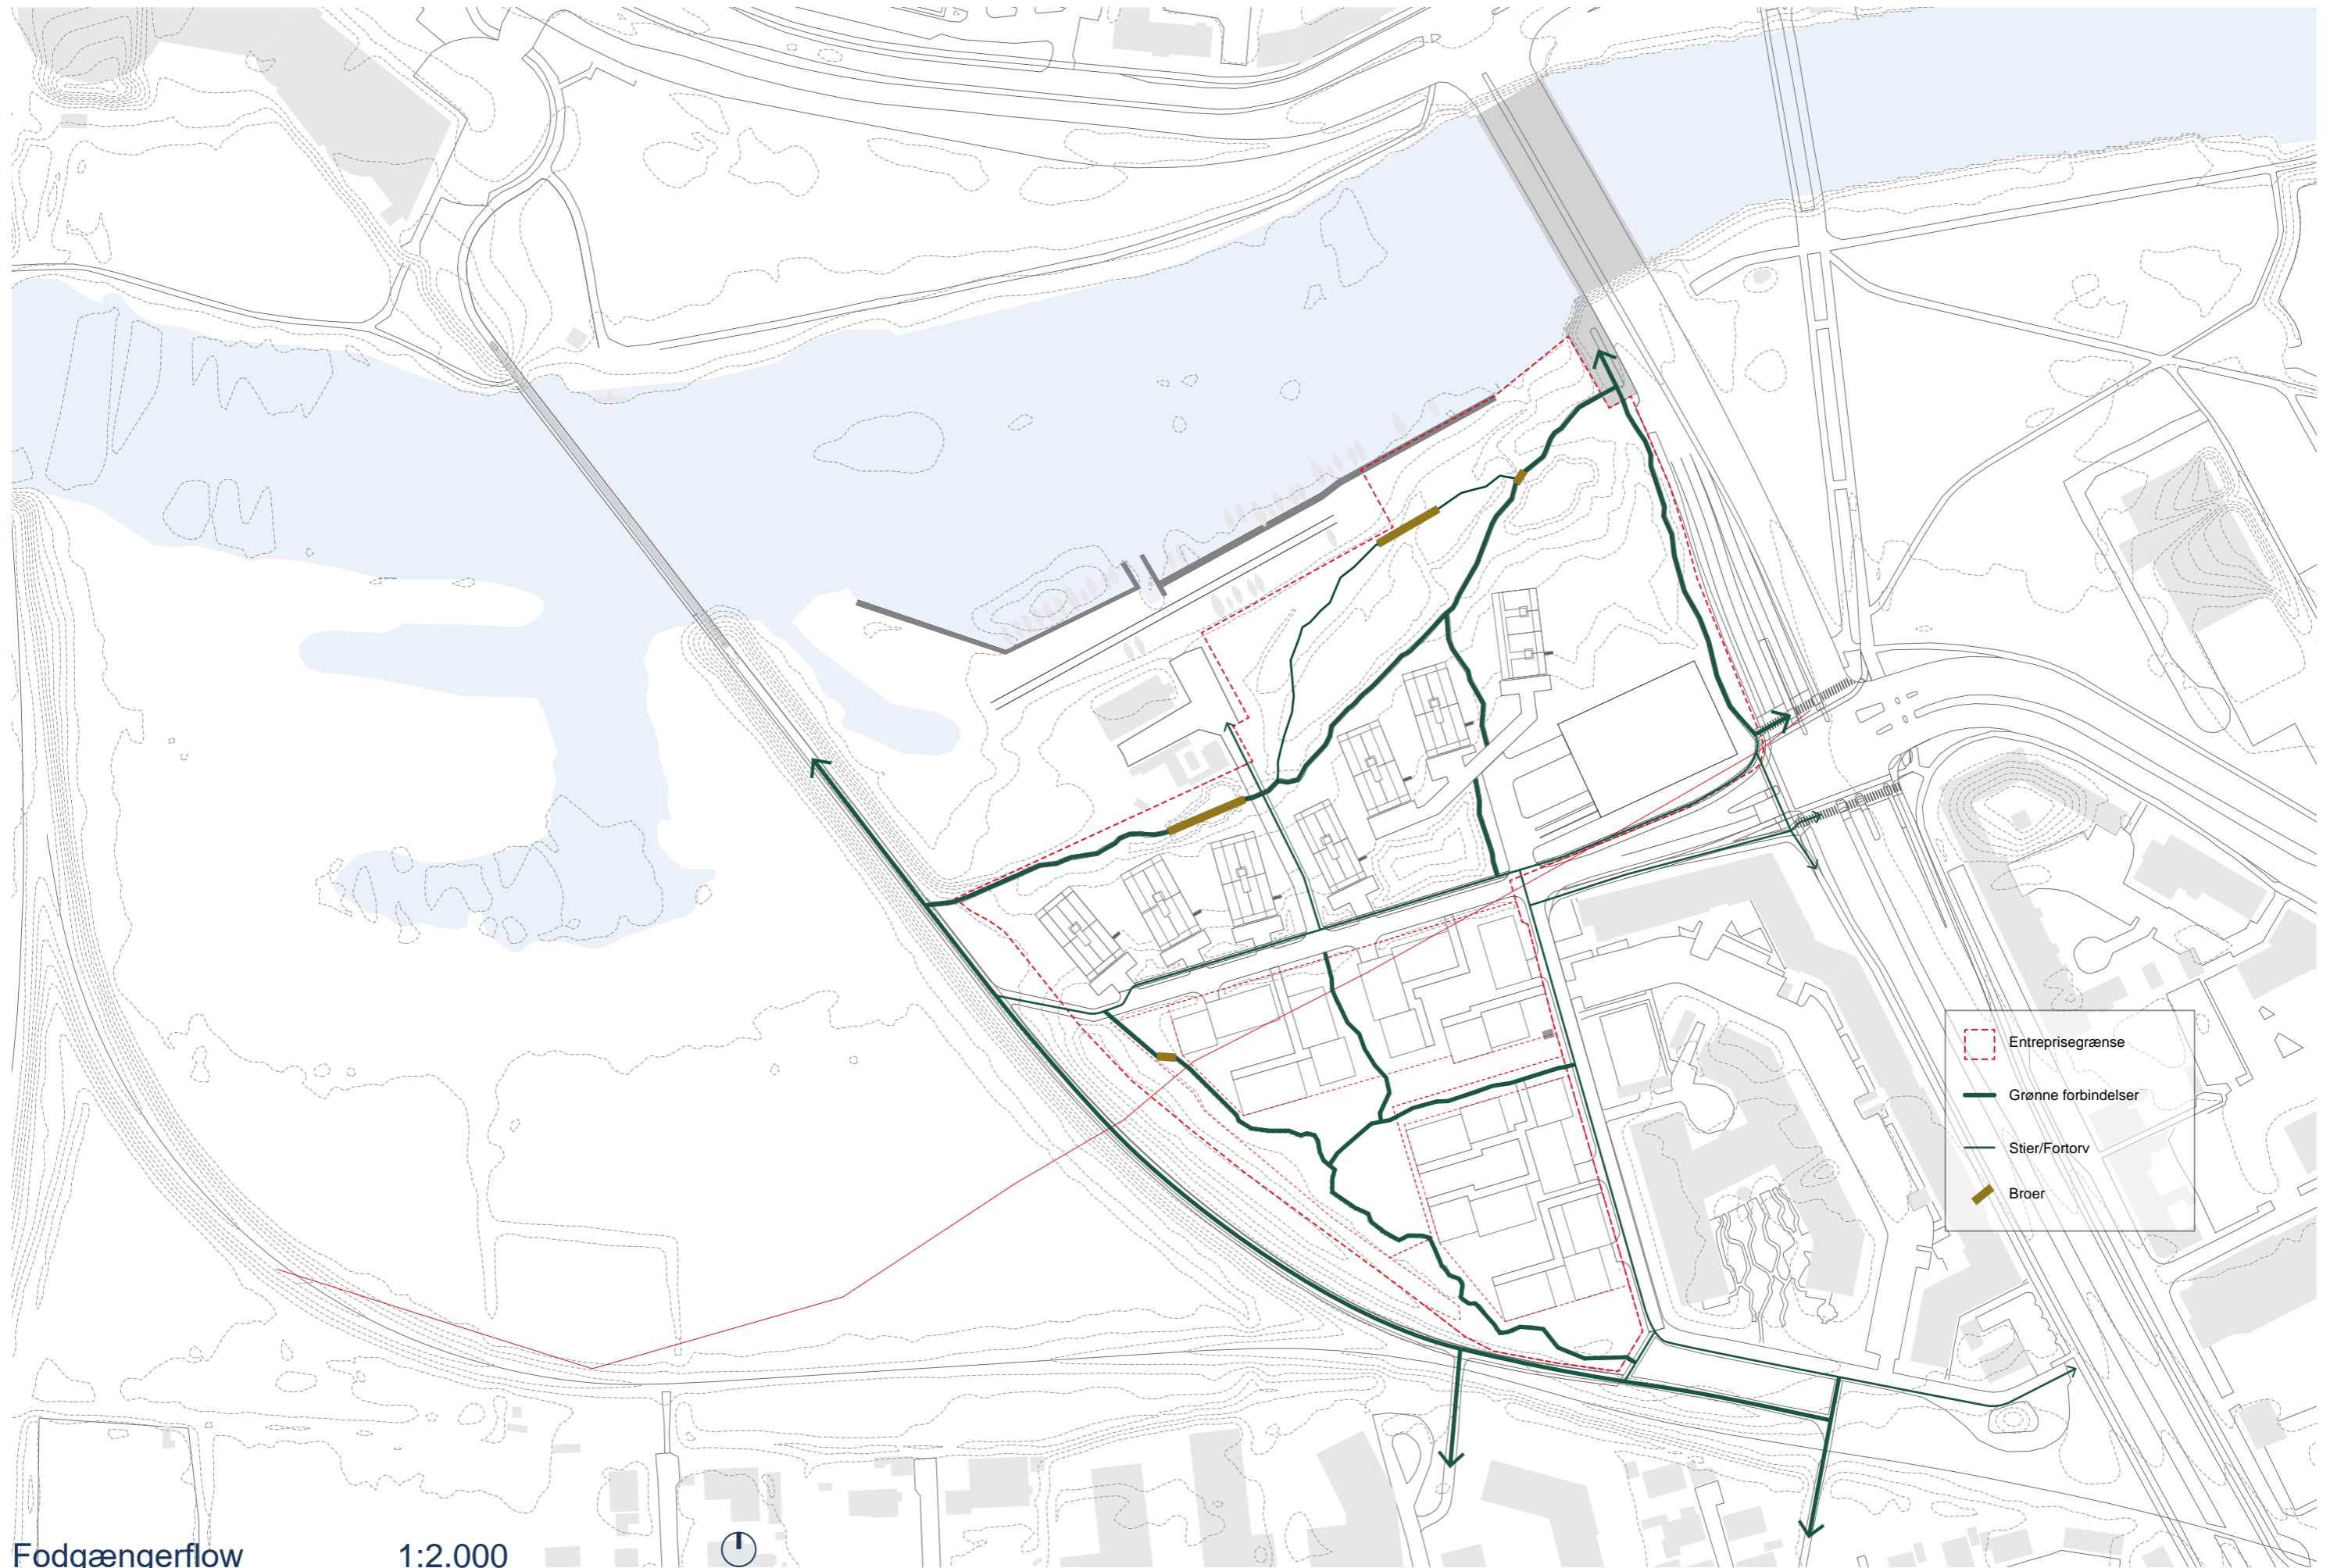 Entreprisegrænse
Grønne forbindelser
Stier/Fortorv
Broer
Fodgængerflow 1:2.000